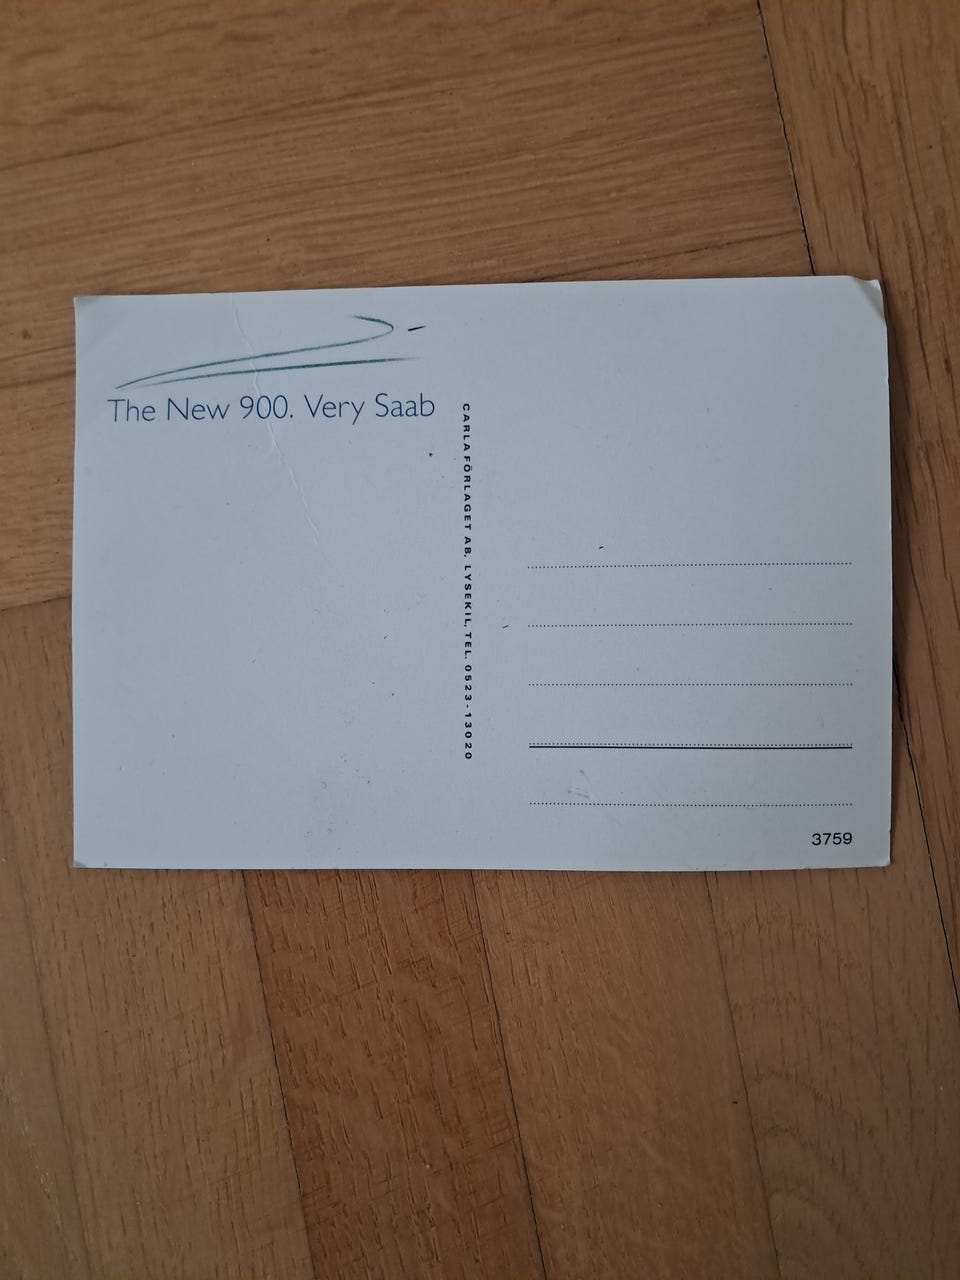 The New 900. Very Saab
CARLA FÖRLAGET AB, LYSEKIL, TEL. 0523-13020
3759